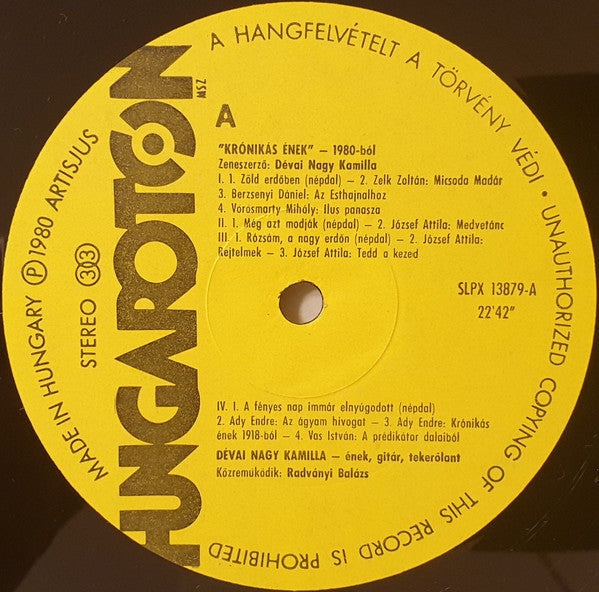 A HANGFELVÉTELT A TÖRVÉNY VÉDI • UNAUTHORIZED COPYING OF THIS RECORD IS PROHIBITED
MADE IN HUNGARY Ⓟ 1980 ARTISJUS
STEREO 33
HUNGAROTON
MSZ
A
"KRÓNIKÁS ÉNEK" – 1980-ból
Zeneszerző: Dévai Nagy Kamilla
I. 1. Zöld erdőben (népdal) – 2. Zelk Zoltán: Micsoda Madár
3. Berzsenyi Dániel: Az Esthajnalhoz
4. Vörösmarty Mihály: Ilus panasza
II. 1. Még azt modják (népdal) – 2. József Attila: Medvetánc
III. 1. Rózsám, a nagy erdőn (népdal) – 2. József Attila:
Rejtelmek – 3. József Attila: Tedd a kezed
SLPX 13879-A
22'42"
IV. 1. A fényes nap immár elnyúgodott (népdal)
2. Ady Endre: Az ágyam hívogat – 3. Ady Endre: Krónikás
ének 1918-ból – 4. Vas István: A prédikátor dalaiból
DÉVAI NAGY KAMILLA – ének, gitár, tekerőlant
Közreműködik: Radványi Balázs